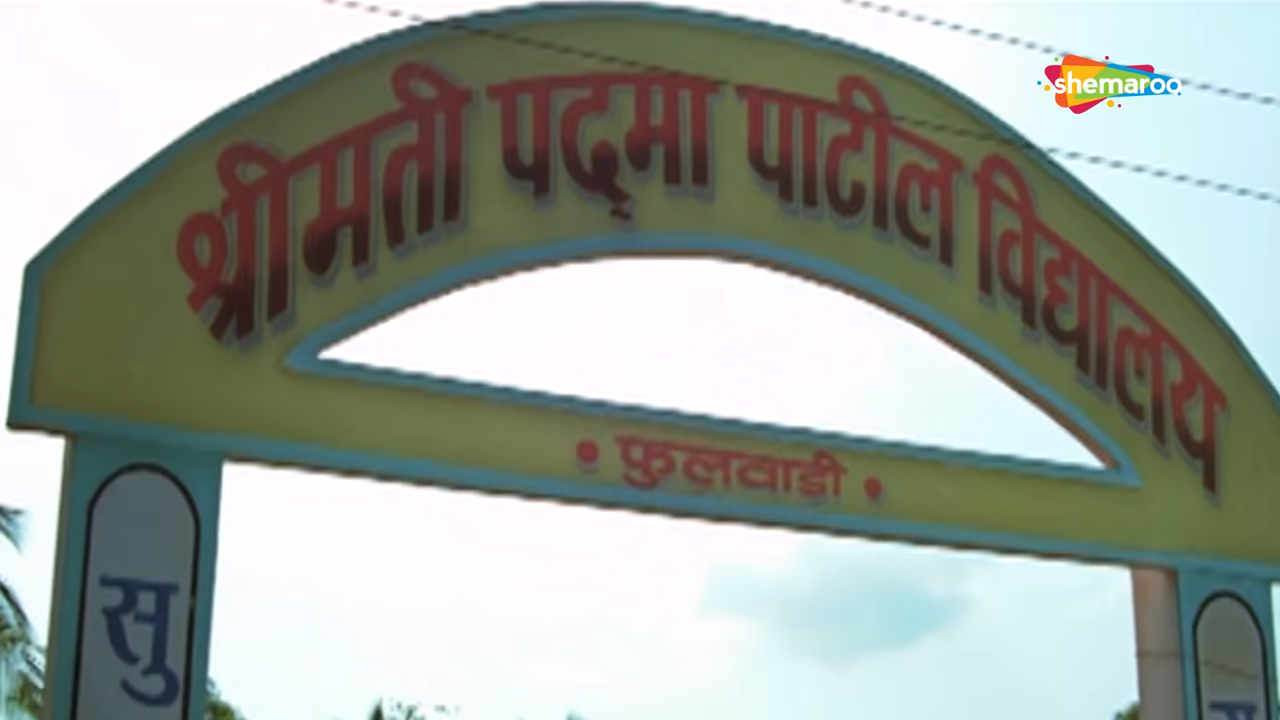 shemaroo
श्रीमती पद्मा पाटील विद्यालय
• फुलवाडी •
सु